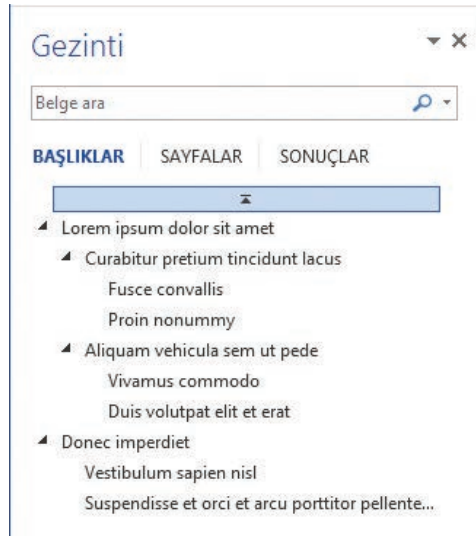 Gezinti
Belge ara
BAŞLIKLAR SAYFALAR SONUÇLAR
Lorem ipsum dolor sit amet
Curabitur pretium tincidunt lacus
Fusce convallis
Proin nonummy
Aliquam vehicula sem ut pede
Vivamus commodo
Duis volutpat elit et erat
Donec imperdiet
Vestibulum sapien nisl
Suspendisse et orci et arcu porttitor pellente...